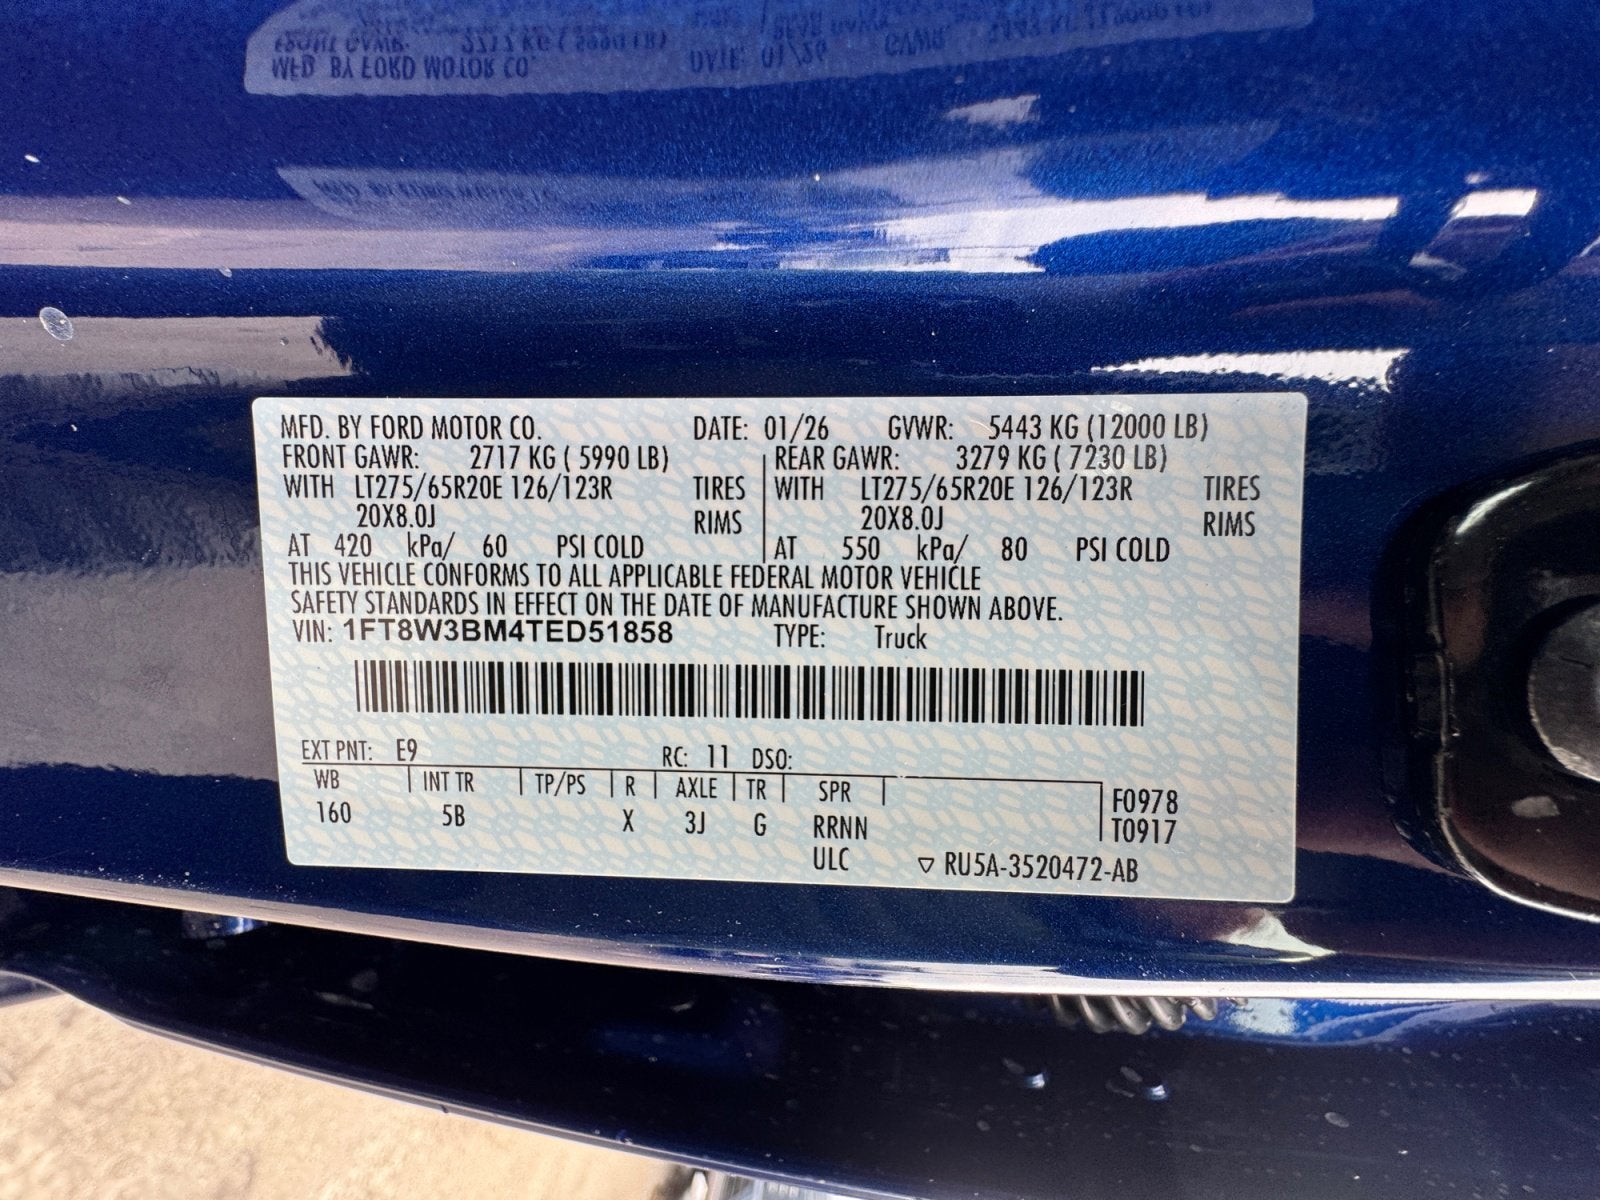 MFD. BY FORD MOTOR CO. DATE: 01/26 GVWR: 5443 KG (12000 LB)
FRONT GAWR: 2717 KG ( 5990 LB) REAR GAWR: 3279 KG ( 7230 LB)
WITH LT275/65R20E 126/123R TIRES WITH LT275/65R20E 126/123R TIRES
20X8.0J RIMS 20X8.0J RIMS
AT 420 kPa/ 60 PSI COLD AT 550 kPa/ 80 PSI COLD
THIS VEHICLE CONFORMS TO ALL APPLICABLE FEDERAL MOTOR VEHICLE
SAFETY STANDARDS IN EFFECT ON THE DATE OF MANUFACTURE SHOWN ABOVE.
VIN: 1FT8W3BM4TED51858 TYPE: Truck
EXT PNT: E9 RC: 11 DSO:
WB INT TR TP/PS R AXLE TR SPR F0978
160 5B X 3J G RRNN T0917
ULC ▽ RU5A-3520472-AB